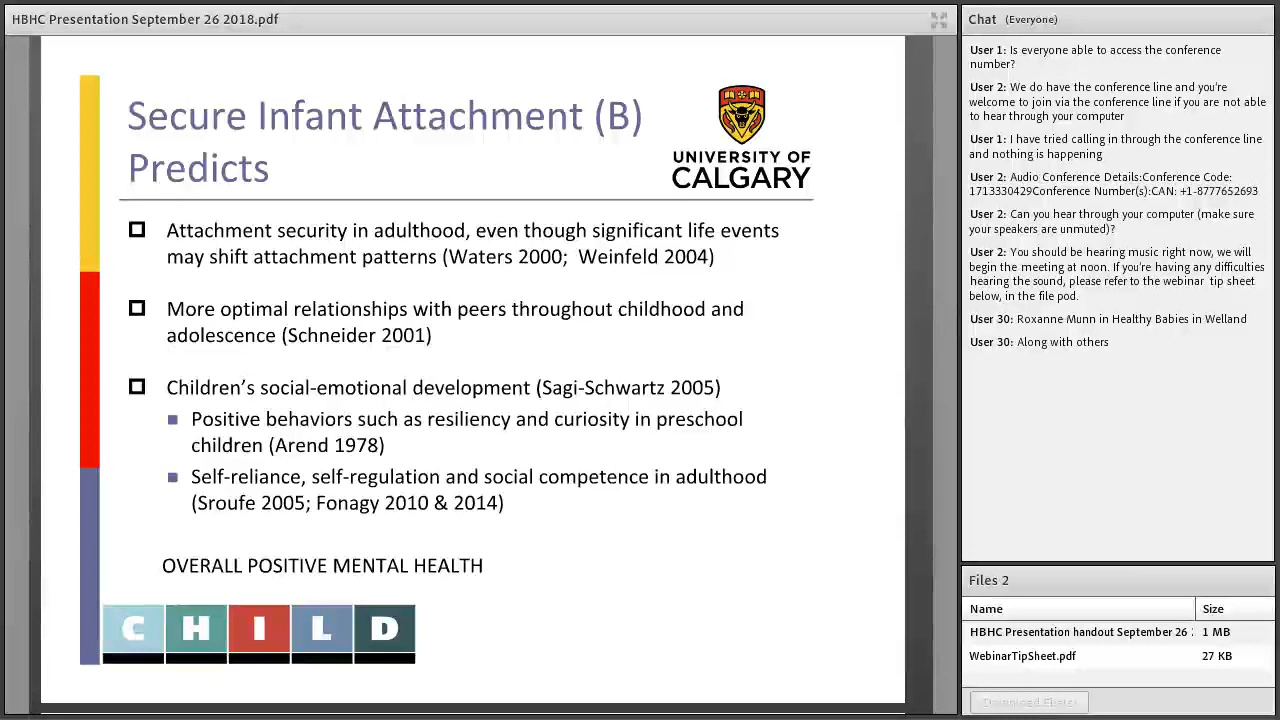 HBHC Presentation September 26 2018.pdf
Secure Infant Attachment (B)
Predicts
UNIVERSITY OF
CALGARY
Attachment security in adulthood, even though significant life events
may shift attachment patterns (Waters 2000; Weinfeld 2004)
More optimal relationships with peers throughout childhood and
adolescence (Schneider 2001)
Children's social-emotional development (Sagi-Schwartz 2005)
Positive behaviors such as resiliency and curiosity in preschool
children (Arend 1978)
Self-reliance, self-regulation and social competence in adulthood
(Sroufe 2005; Fonagy 2010 & 2014)
OVERALL POSITIVE MENTAL HEALTH
C H I L D
Chat (Everyone)
User 1: Is everyone able to access the conference
number?
User 2: We do have the conference line and you're
welcome to join via the conference line if you are not able
to hear through your computer
User 1: I have tried calling in through the conference line
and nothing is happening
User 2: Audio Conference Details:Conference Code:
1713330429Conference Number(s):CAN: +1-8777652693
User 2: Can you hear through your computer (make sure
your speakers are unmuted)?
User 2: You should be hearing music right now, we will
begin the meeting at noon. If you're having any difficulties
hearing the sound, please refer to the webinar tip sheet
below, in the file pod.
User 30: Roxanne Munn in Healthy Babies in Welland
User 30: Along with others
Files 2
Name Size
HBHC Presentation handout September 26 1 MB
WebinarTipSheet.pdf 27 KB
Download File(s)